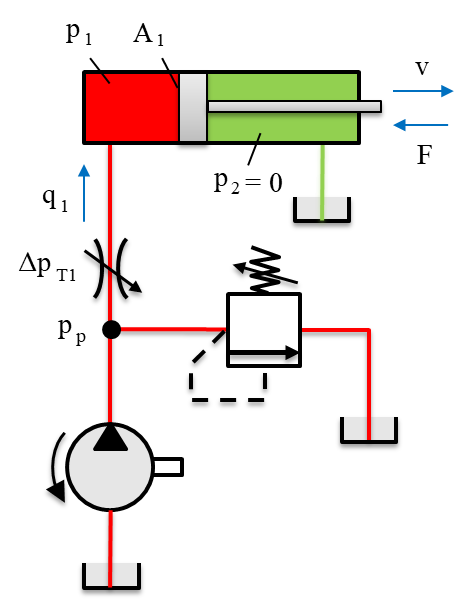 p1 A1
v
F
p2 = 0
q1
ΔpT1
pp